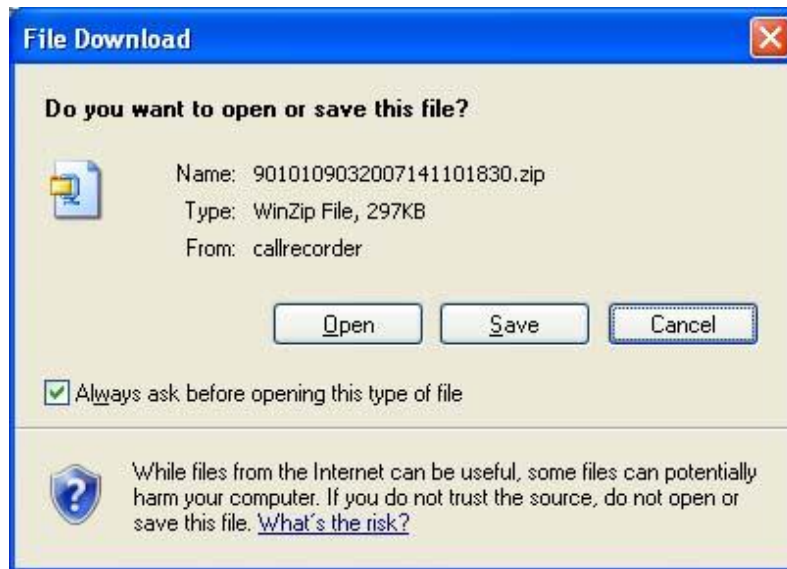 File Download
Do you want to open or save this file?
Name: 9010109032007141101830.zip
Type: WinZip File, 297KB
From: callrecorder
Open Save Cancel
Always ask before opening this type of file
While files from the Internet can be useful, some files can potentially
harm your computer. If you do not trust the source, do not open or
save this file. What's the risk?